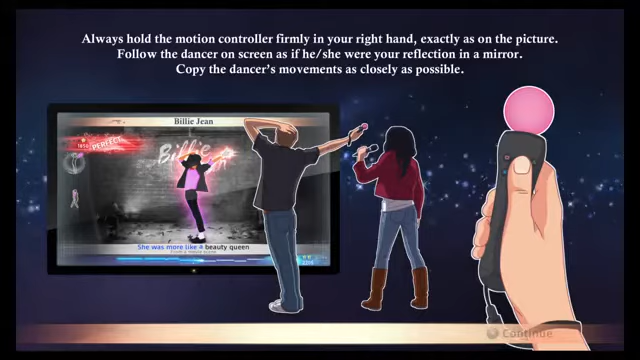 Always hold the motion controller firmly in your right hand, exactly as on the picture.
Follow the dancer on screen as if he/she were your reflection in a mirror.
Copy the dancer's movements as closely as possible.
Billie Jean
PERFECT
Billie
She was more like a beauty queen
Continue